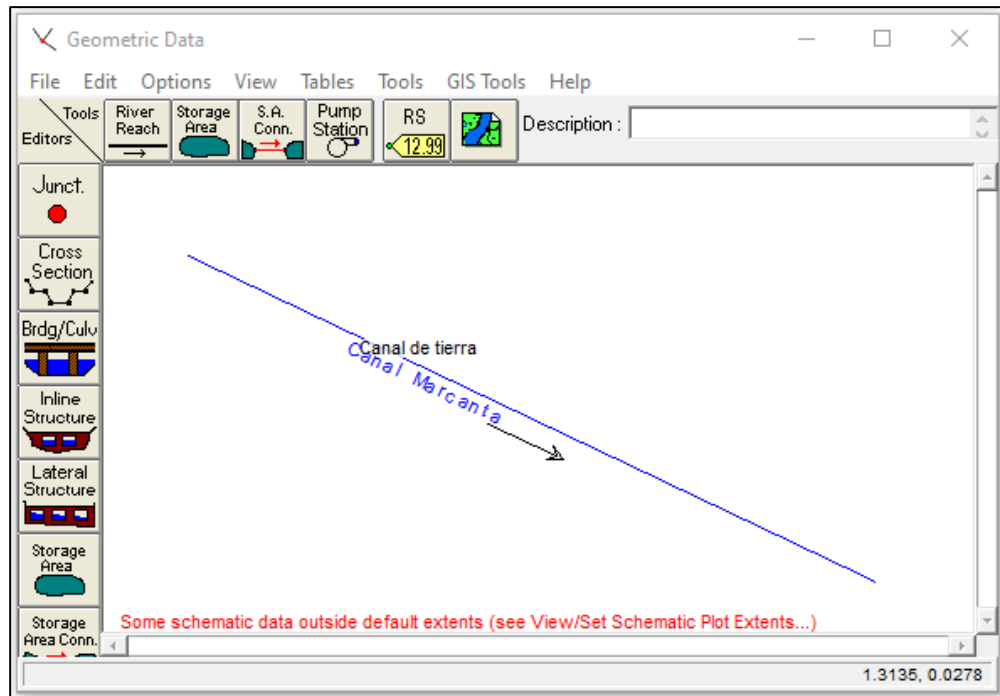 Geometric Data
File Edit Options View Tables Tools GIS Tools Help
Tools
Editors
River Reach
Storage Area
S.A. Conn.
Pump Station
RS
12.99
Description :
Junct.
Cross Section
Brdg/Culv
Inline Structure
Lateral Structure
Storage Area
Storage Area Conn.
Canal de tierra
Canal Marcanta
Some schematic data outside default extents (see View/Set Schematic Plot Extents...)
1.3135, 0.0278